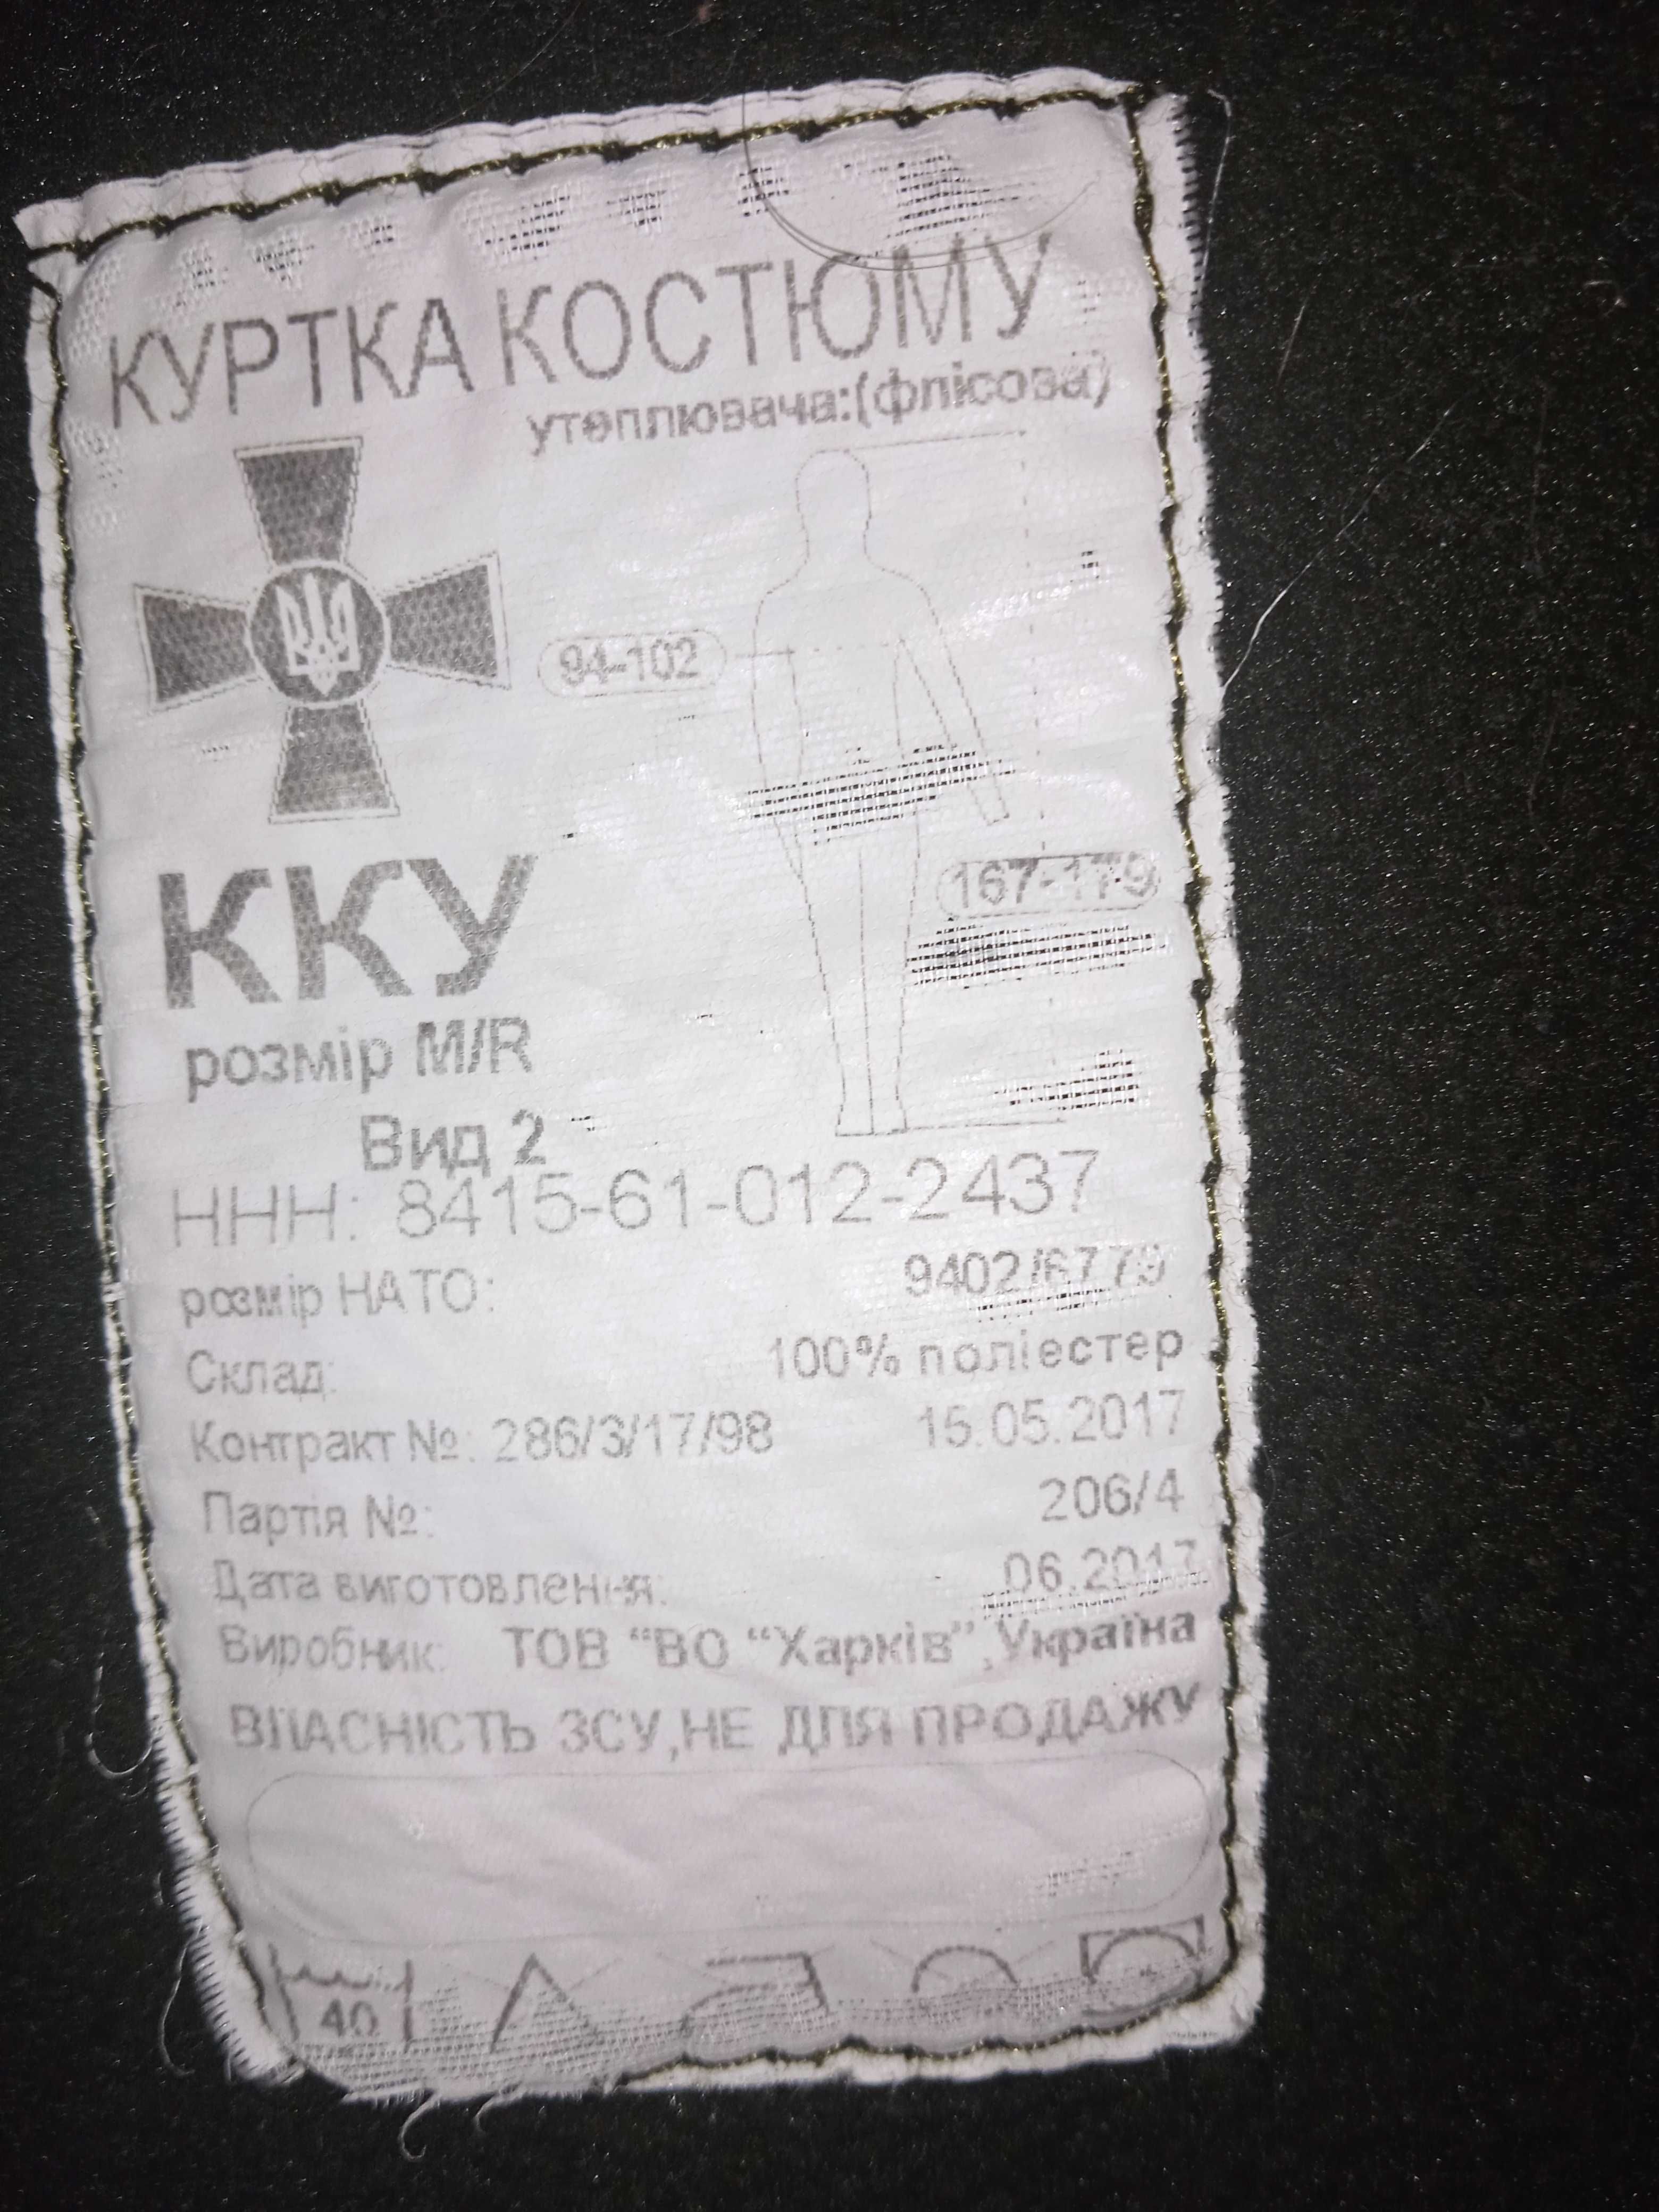 КУРТКА КОСТЮМУ
утеплювача:(флісова)
94-102
167-179
ККУ
розмір M/R
Вид 2
ННН: 8415-61-012-2437
розмір НАТО: 9402/6779
Склад: 100% поліестер
Контракт №: 286/3/17/98 15.05.2017
Партія №: 206/4
Дата виготовлення: 06.2017
Виробник: ТОВ “ВО “Харків”,Україна
ВЛАСНІСТЬ ЗСУ,НЕ ДЛЯ ПРОДАЖУ
40